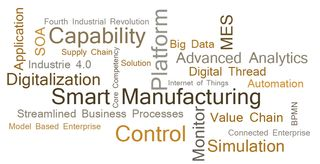 Fourth Industrial Revolution
Application
SOA
Capability
Supply Chain
Industrie 4.0
Core Competency
Solution
Platform
Big Data
MES
Advanced Analytics
Digital Thread
Digitalization
Internet of Things
Automation
Smart Manufacturing
Streamlined Business Processes
Model Based Enterprise
Control
Monitor
Value Chain
BPMN
Connected Enterprise
Simulation